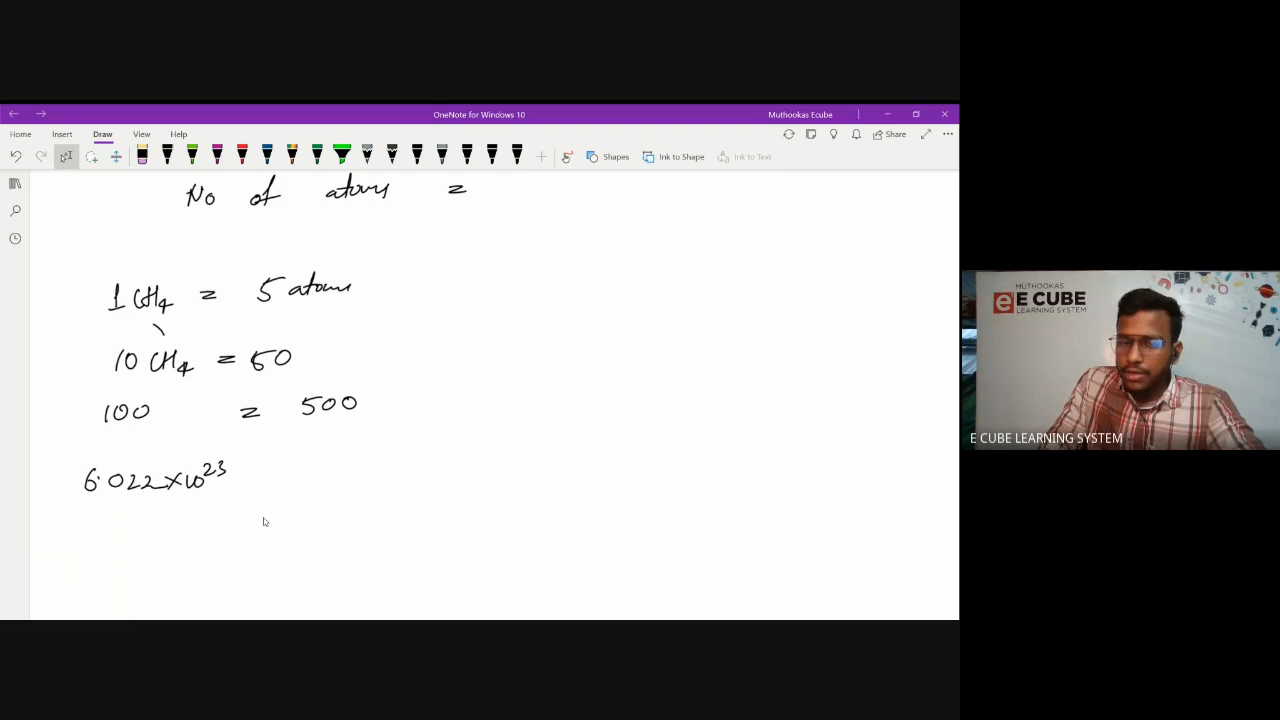 OneNote for Windows 10
Muthookas Ecube
Home Insert Draw View Help
Share
Shapes Ink to Shape Ink to Text
No of atoms =
1 CH4 = 5 atoms
10 CH4 = 50
100 = 500
6.022×10^23
MUTHOOKAS
e E CUBE
LEARNING SYSTEM
E CUBE LEARNING SYSTEM